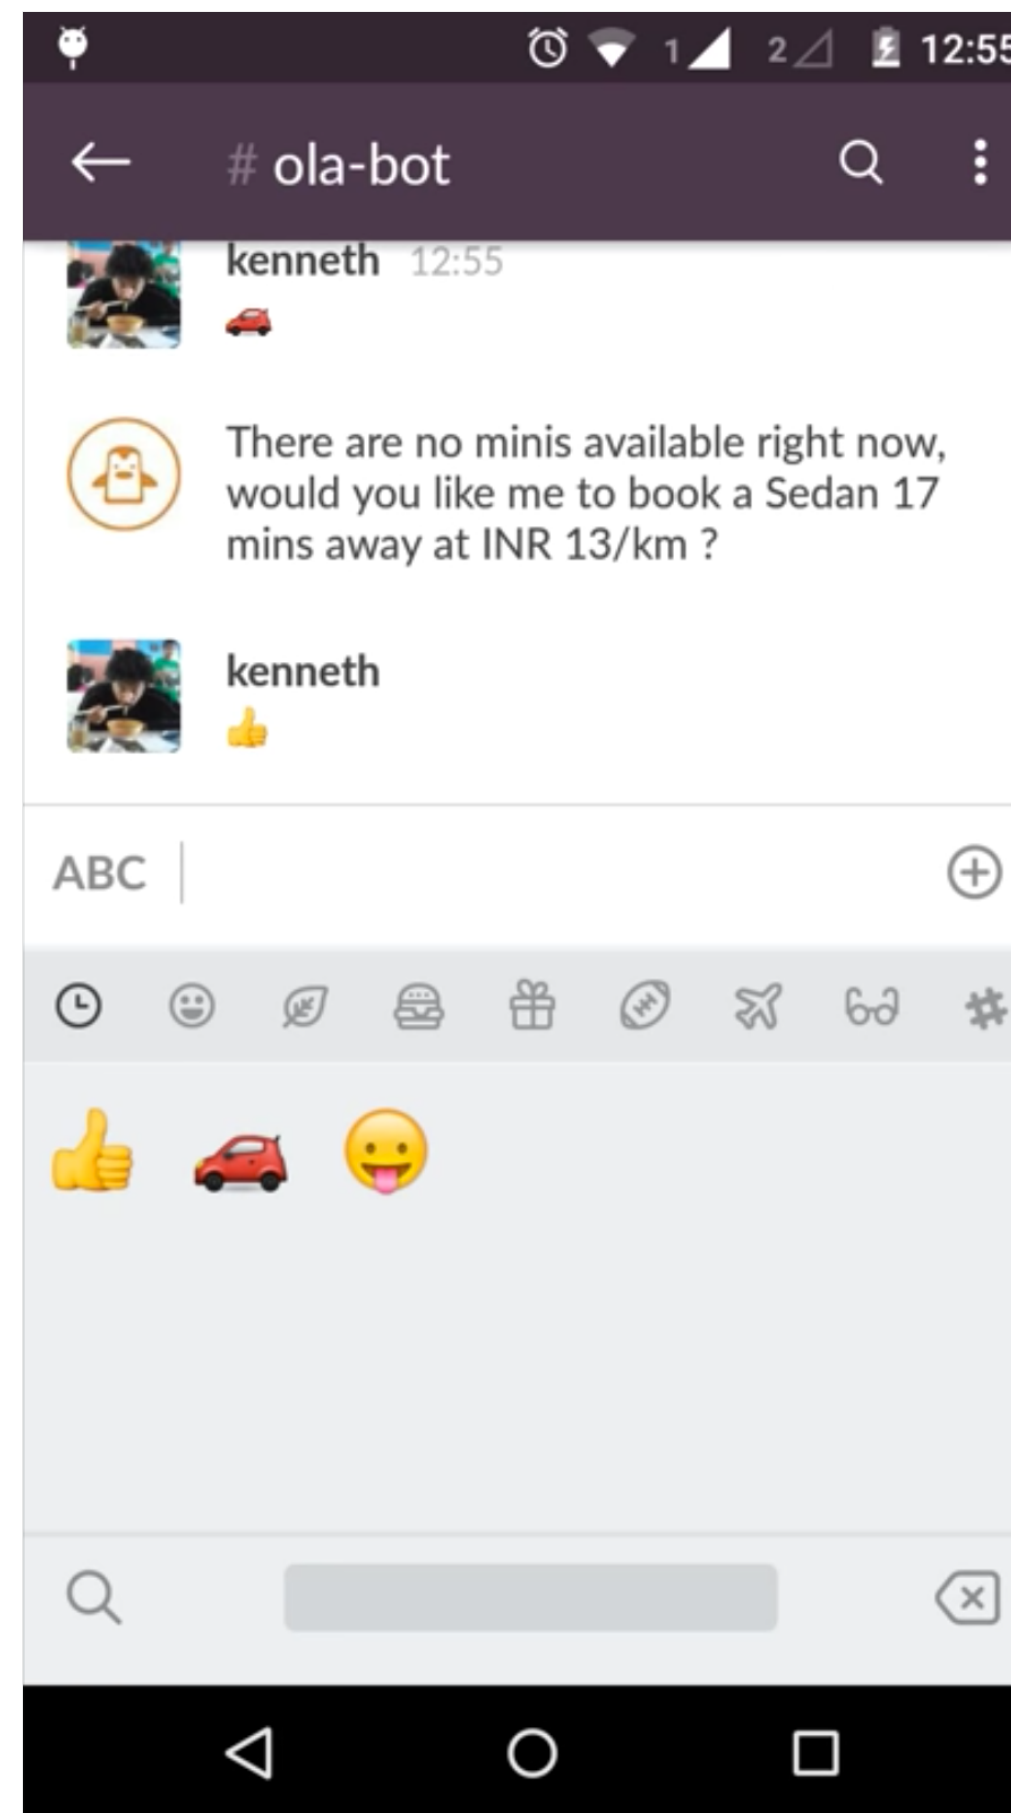 1 2 12:55
# ola-bot
kenneth 12:55
There are no minis available right now,
would you like me to book a Sedan 17
mins away at INR 13/km ?
kenneth
ABC